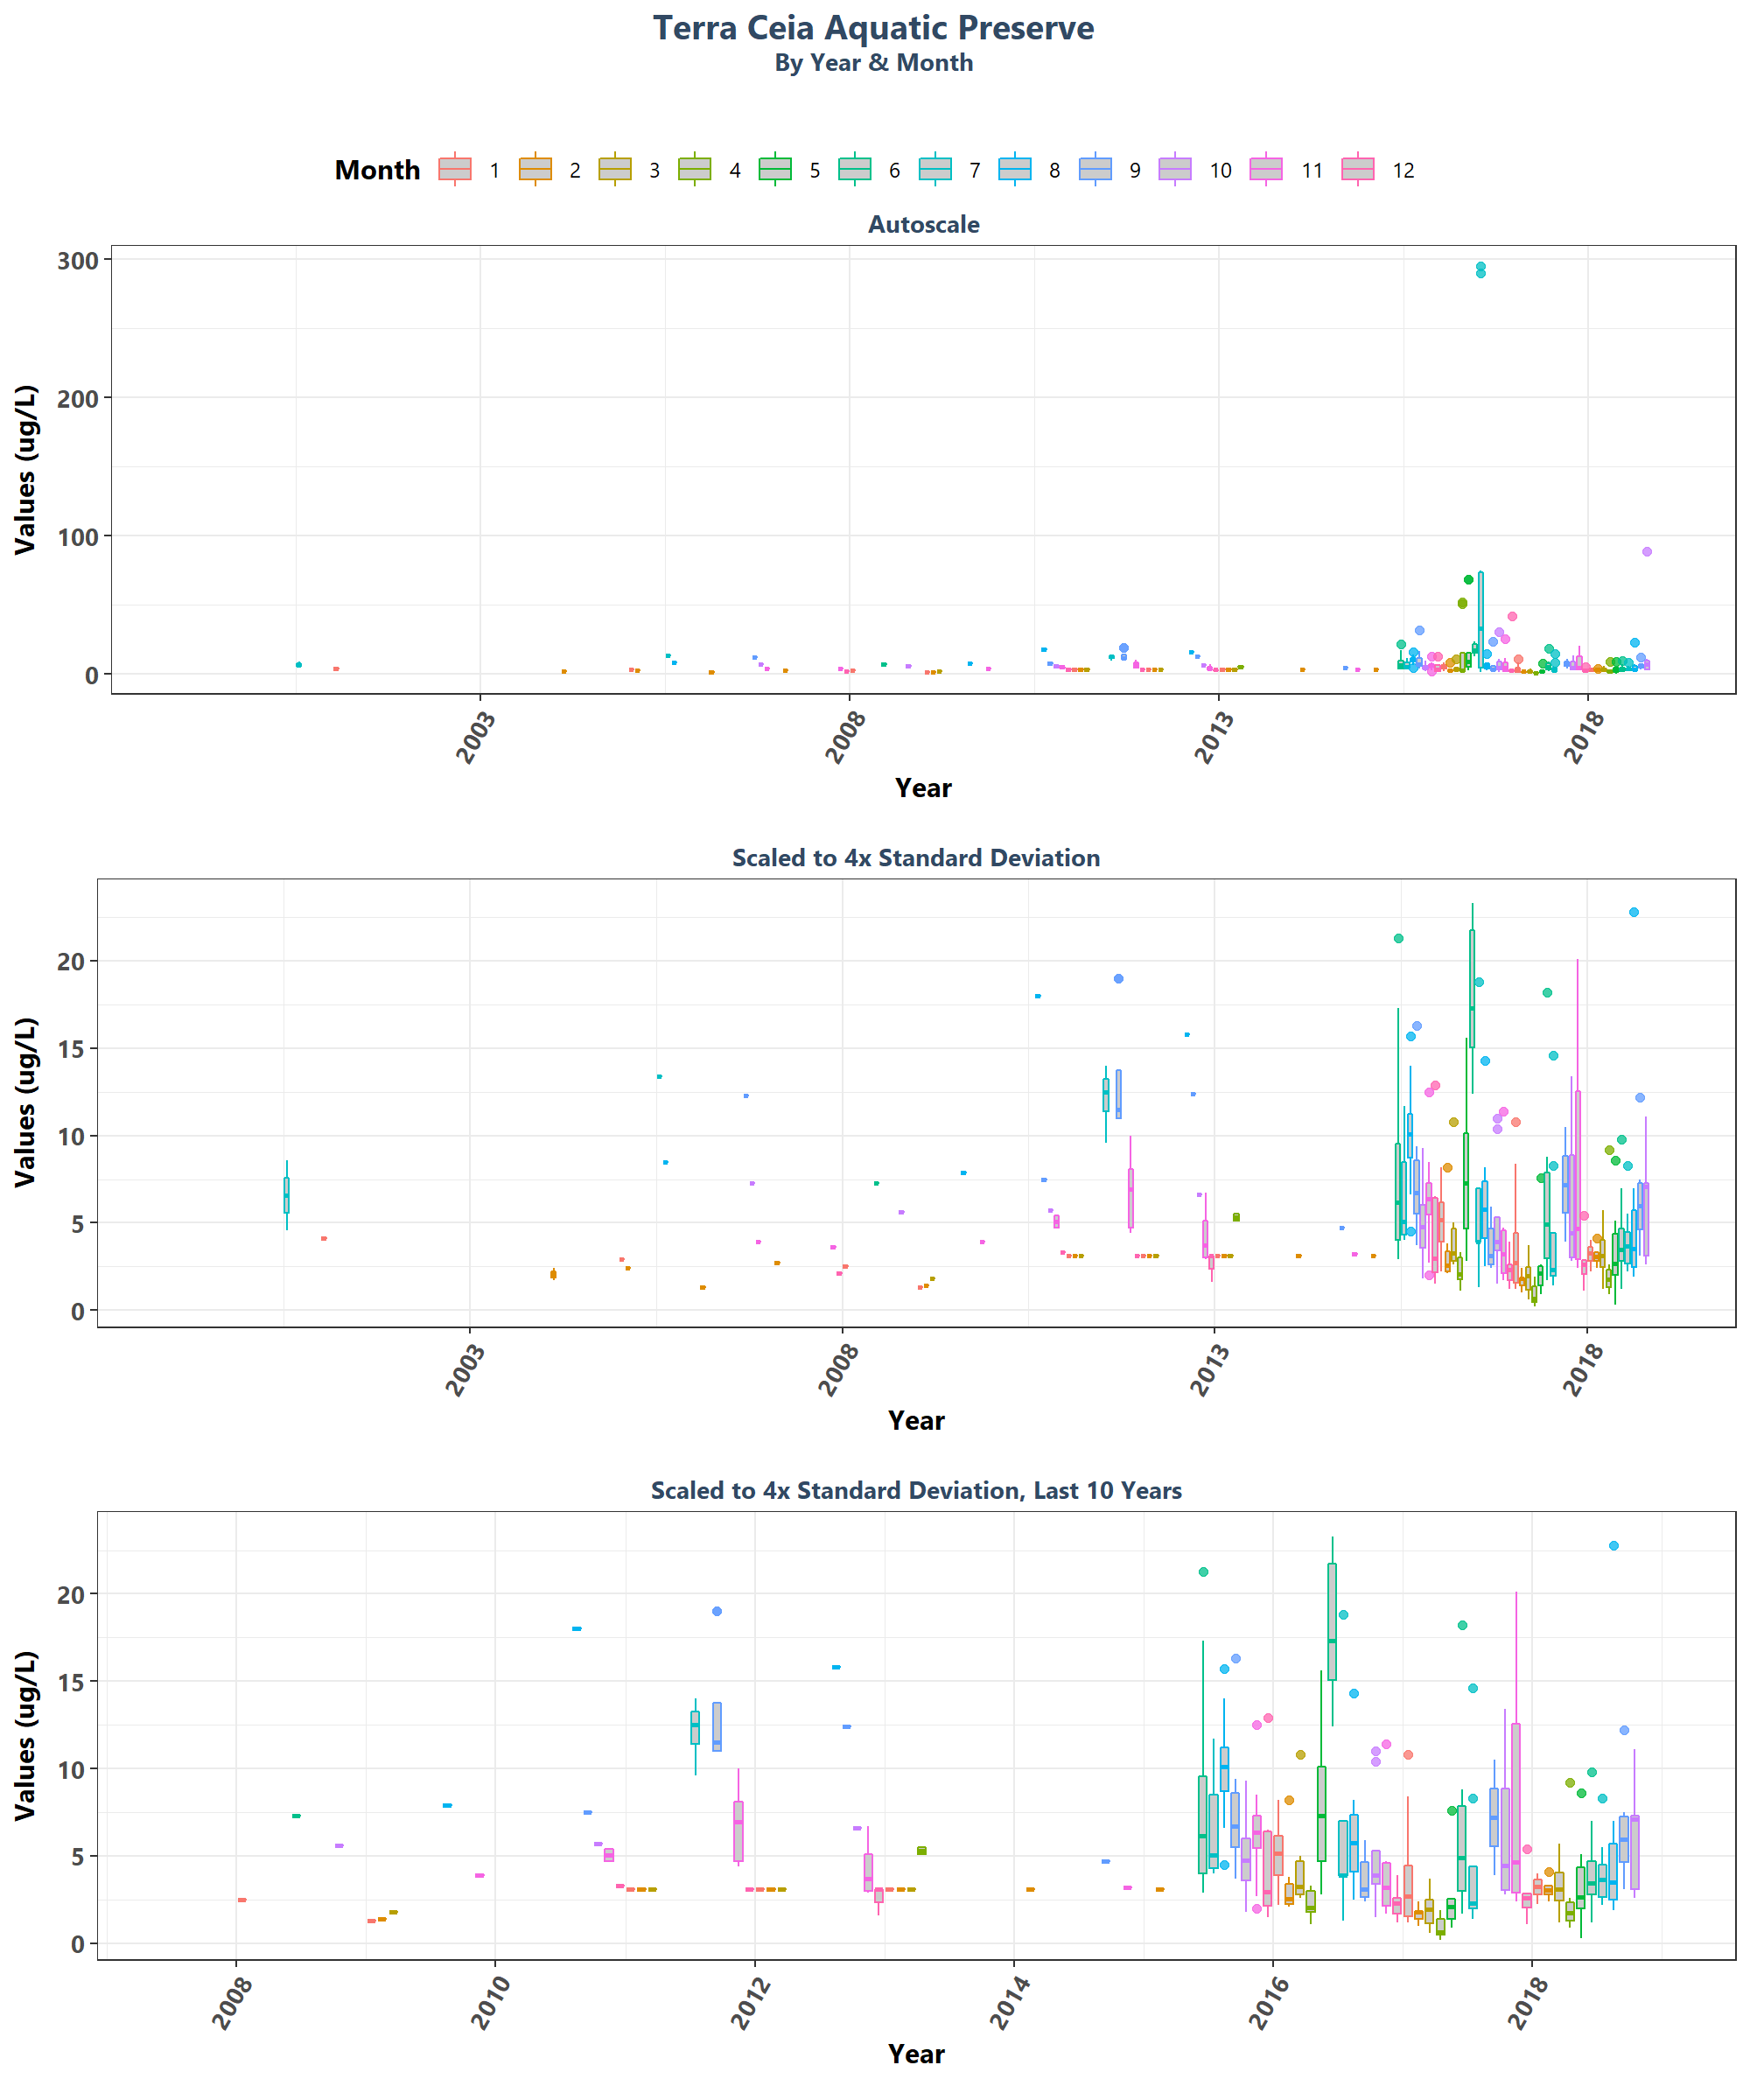 Terra Ceia Aquatic Preserve
By Year & Month
Month 1 2 3 4 5 6 7 8 9 10 11 12
Autoscale
Values (ug/L)
300
200
100
0
2003 2008 2013 2018
Year
Scaled to 4x Standard Deviation
Values (ug/L)
20
15
10
5
0
2003 2008 2013 2018
Year
Scaled to 4x Standard Deviation, Last 10 Years
Values (ug/L)
20
15
10
5
0
2008 2010 2012 2014 2016 2018
Year